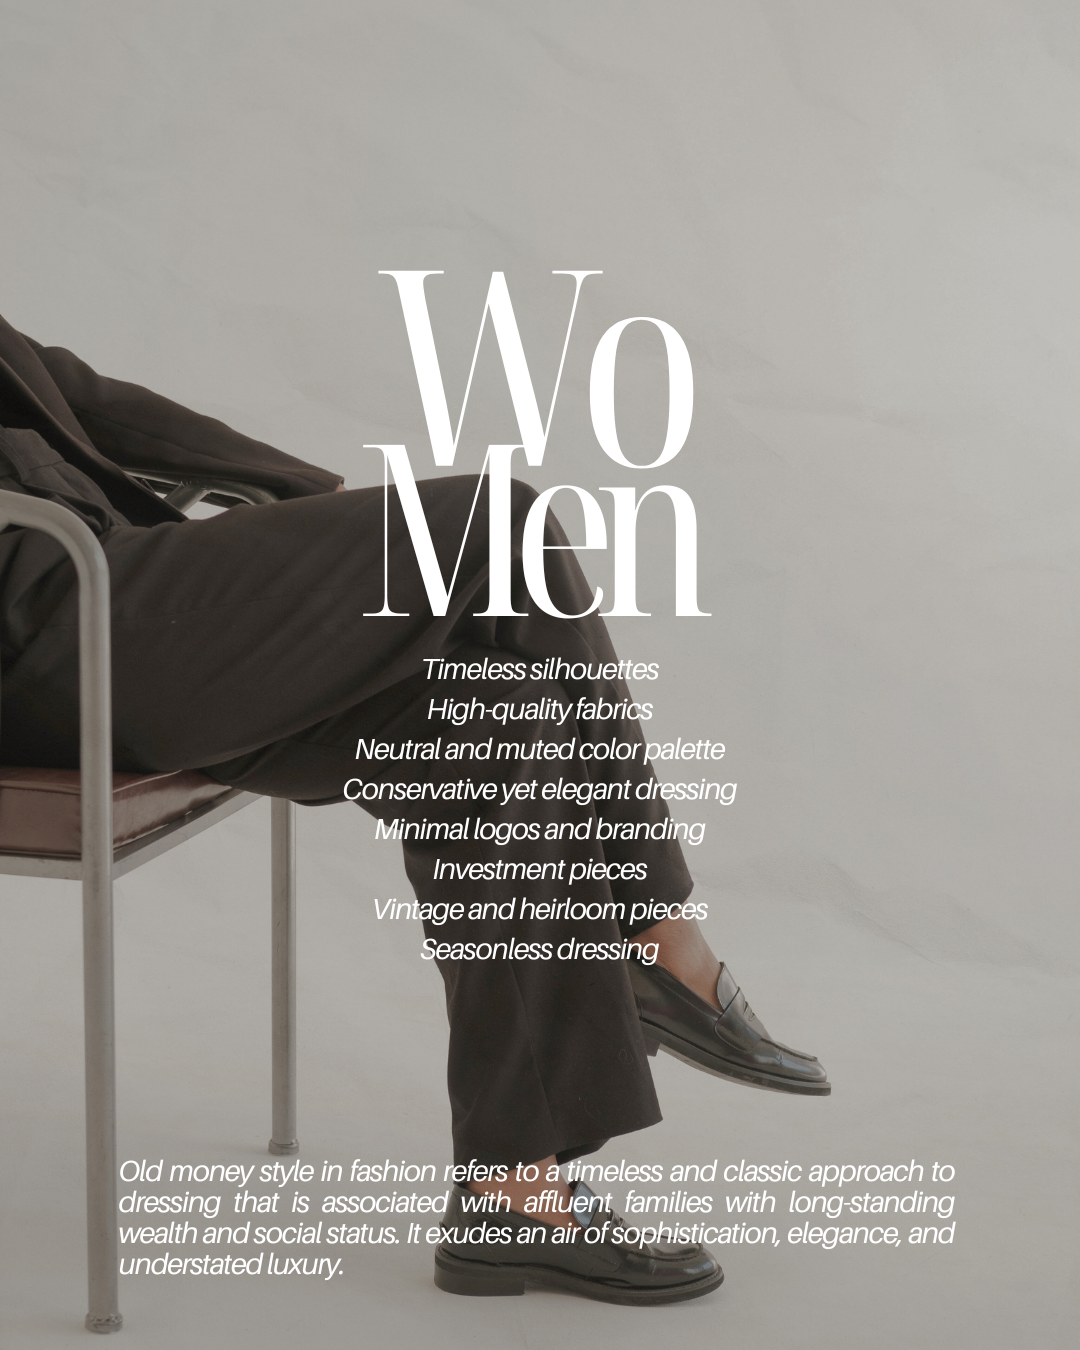 Wo
Men
Timeless silhouettes
High-quality fabrics
Neutral and muted color palette
Conservative yet elegant dressing
Minimal logos and branding
Investment pieces
Vintage and heirloom pieces
Seasonless dressing
Old money style in fashion refers to a timeless and classic approach to
dressing that is associated with affluent families with long-standing
wealth and social status. It exudes an air of sophistication, elegance, and
understated luxury.